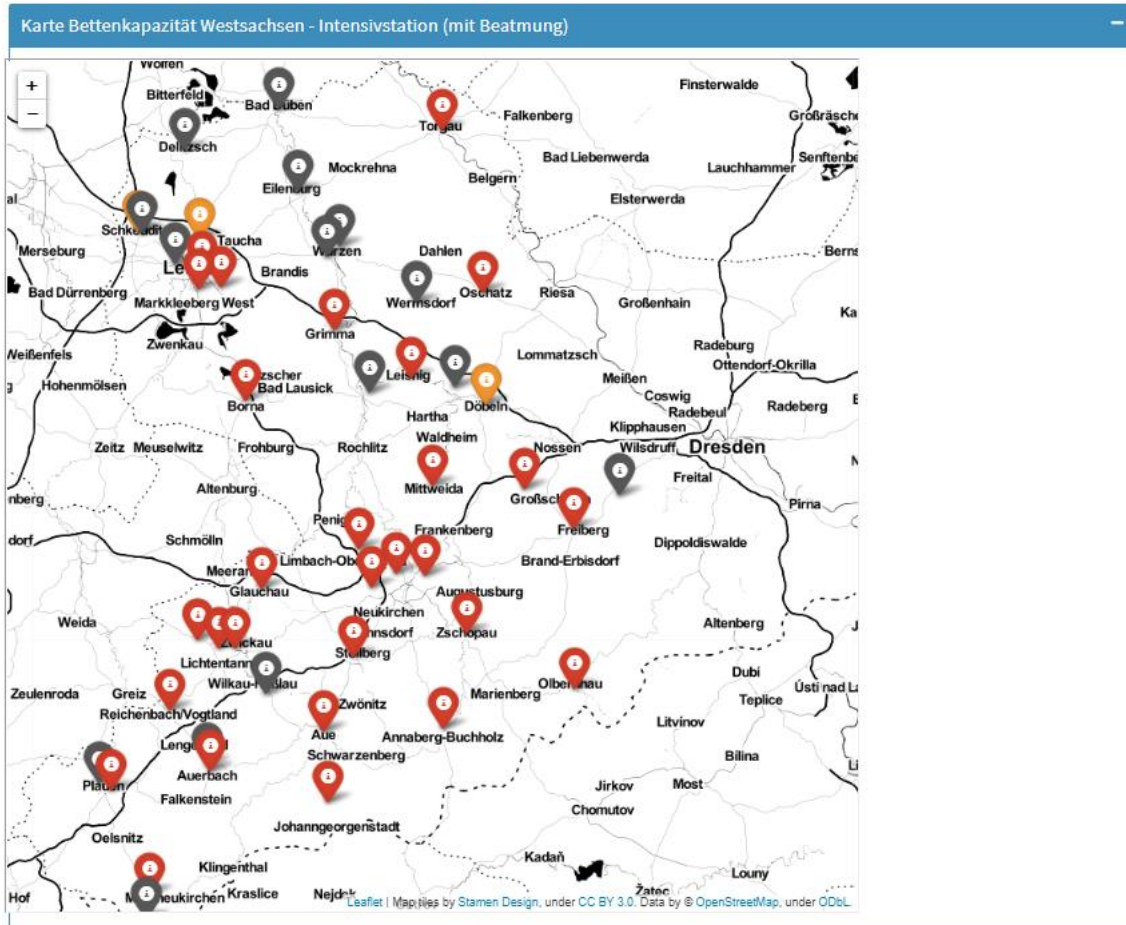 Karte Bettenkapazität Westsachsen - Intensivstation (mit Beatmung)
+
−
Wolfen
Bitterfeld
Bad Düben
Finsterwalde
Torgau
Falkenberg
Delitzsch
Bad Liebenwerda
Lauchhammer
Mockrehna
Belgern
Eilenburg
Elsterwerda
Merseburg
Taucha
Wurzen
Dahlen
Brandis
Bad Dürrenberg
Markkleeberg West
Wermsdorf
Oschatz
Riesa
Großenhain
Zwenkau
Grimma
Weißenfels
Lommatzsch
Radeburg
Ottendorf-Okrilla
Hohenmölsen
Bad Lausick
Leisnig
Meißen
Coswig
Borna
Döbeln
Radebeul
Radeberg
Hartha
Klipphausen
Waldheim
Zeitz
Meuselwitz
Frohburg
Rochlitz
Nossen
Wilsdruff
Dresden
Altenburg
Mittweida
Freital
Pirna
Freiberg
Frankenberg
Schmölln
Dippoldiswalde
Brand-Erbisdorf
Glauchau
Augustusburg
Neukirchen
Weida
Zschopau
Altenberg
Stollberg
Dubí
Zeulenroda
Greiz
Marienberg
Teplice
Reichenbach/Vogtland
Zwönitz
Litvínov
Aue
Annaberg-Buchholz
Schwarzenberg
Bílina
Auerbach
Plauen
Falkenstein
Jirkov
Most
Chomutov
Oelsnitz
Johanngeorgenstadt
Kadaň
Klingenthal
Louny
Hof
Kraslice
Nejdek
Žatec
Leaflet | Map tiles by Stamen Design, under CC BY 3.0. Data by © OpenStreetMap, under ODbL.